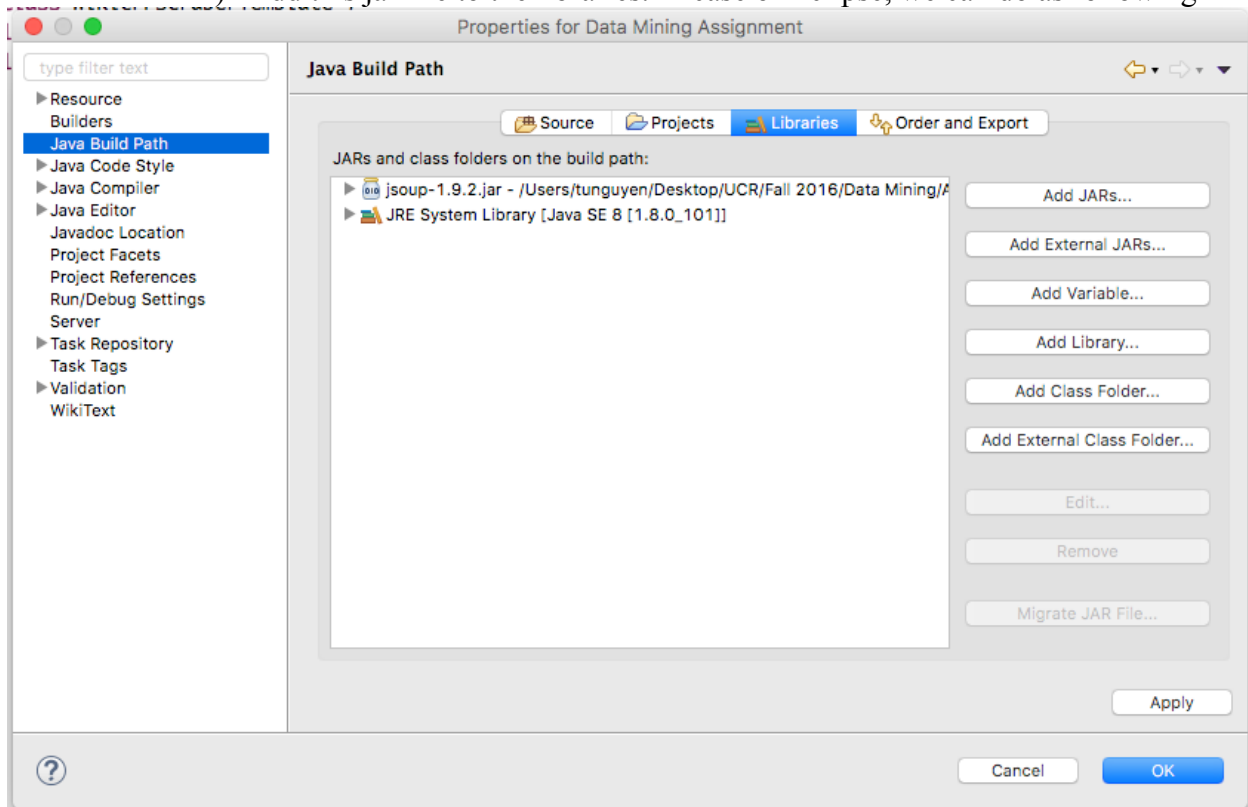 Properties for Data Mining Assignment
type filter text
Java Build Path
Resource
Builders
Java Build Path
Java Code Style
Java Compiler
Java Editor
Javadoc Location
Project Facets
Project References
Run/Debug Settings
Server
Task Repository
Task Tags
Validation
WikiText
Source Projects Libraries Order and Export
JARs and class folders on the build path:
jsoup-1.9.2.jar - /Users/tunguyen/Desktop/UCR/Fall 2016/Data Mining/
JRE System Library [Java SE 8 [1.8.0_101]]
Add JARs...
Add External JARs...
Add Variable...
Add Library...
Add Class Folder...
Add External Class Folder...
Edit...
Remove
Migrate JAR File...
Apply
?
Cancel OK